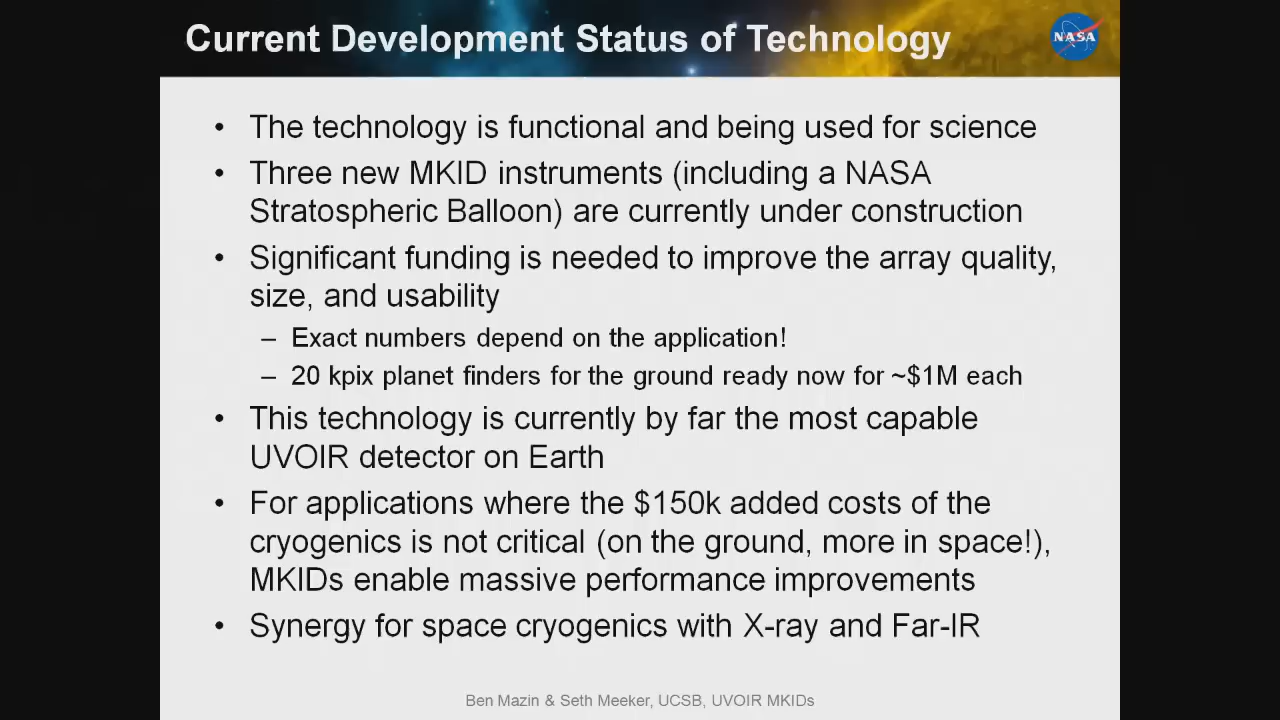 Current Development Status of Technology
NASA
• The technology is functional and being used for science
• Three new MKID instruments (including a NASA
Stratospheric Balloon) are currently under construction
• Significant funding is needed to improve the array quality,
size, and usability
– Exact numbers depend on the application!
– 20 kpix planet finders for the ground ready now for ~$1M each
• This technology is currently by far the most capable
UVOIR detector on Earth
• For applications where the $150k added costs of the
cryogenics is not critical (on the ground, more in space!),
MKIDs enable massive performance improvements
• Synergy for space cryogenics with X-ray and Far-IR
Ben Mazin & Seth Meeker, UCSB, UVOIR MKIDs